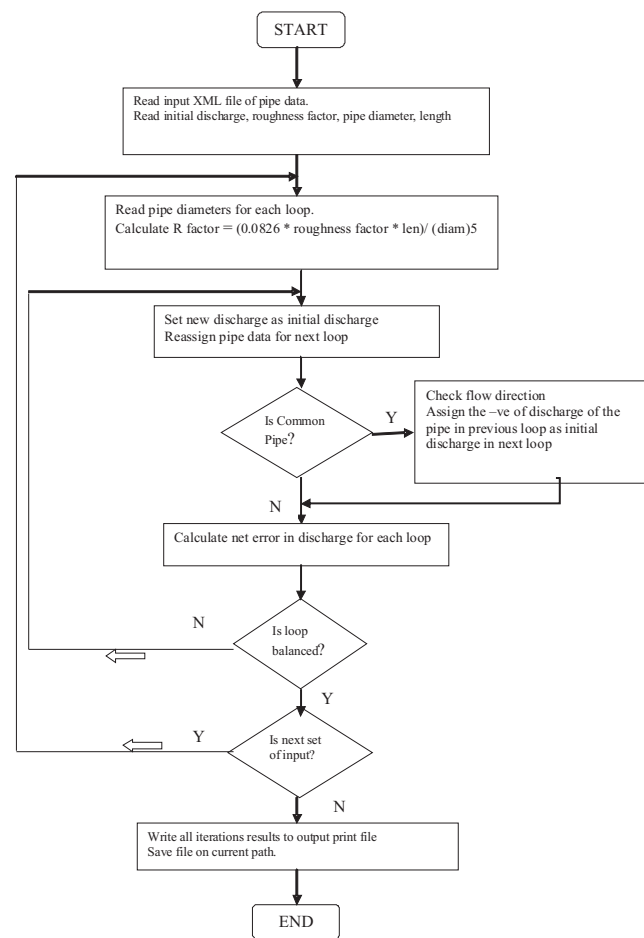 START
Read input XML file of pipe data.
Read initial discharge, roughness factor, pipe diameter, length
Read pipe diameters for each loop.
Calculate R factor = (0.0826 * roughness factor * len)/ (diam)5
Set new discharge as initial discharge
Reassign pipe data for next loop
Is Common
Pipe?
Y
Check flow direction
Assign the –ve of discharge of the
pipe in previous loop as initial
discharge in next loop
N
Calculate net error in discharge for each loop
Is loop
balanced?
N
Y
Is next set
of input?
Y
N
Write all iterations results to output print file
Save file on current path.
END